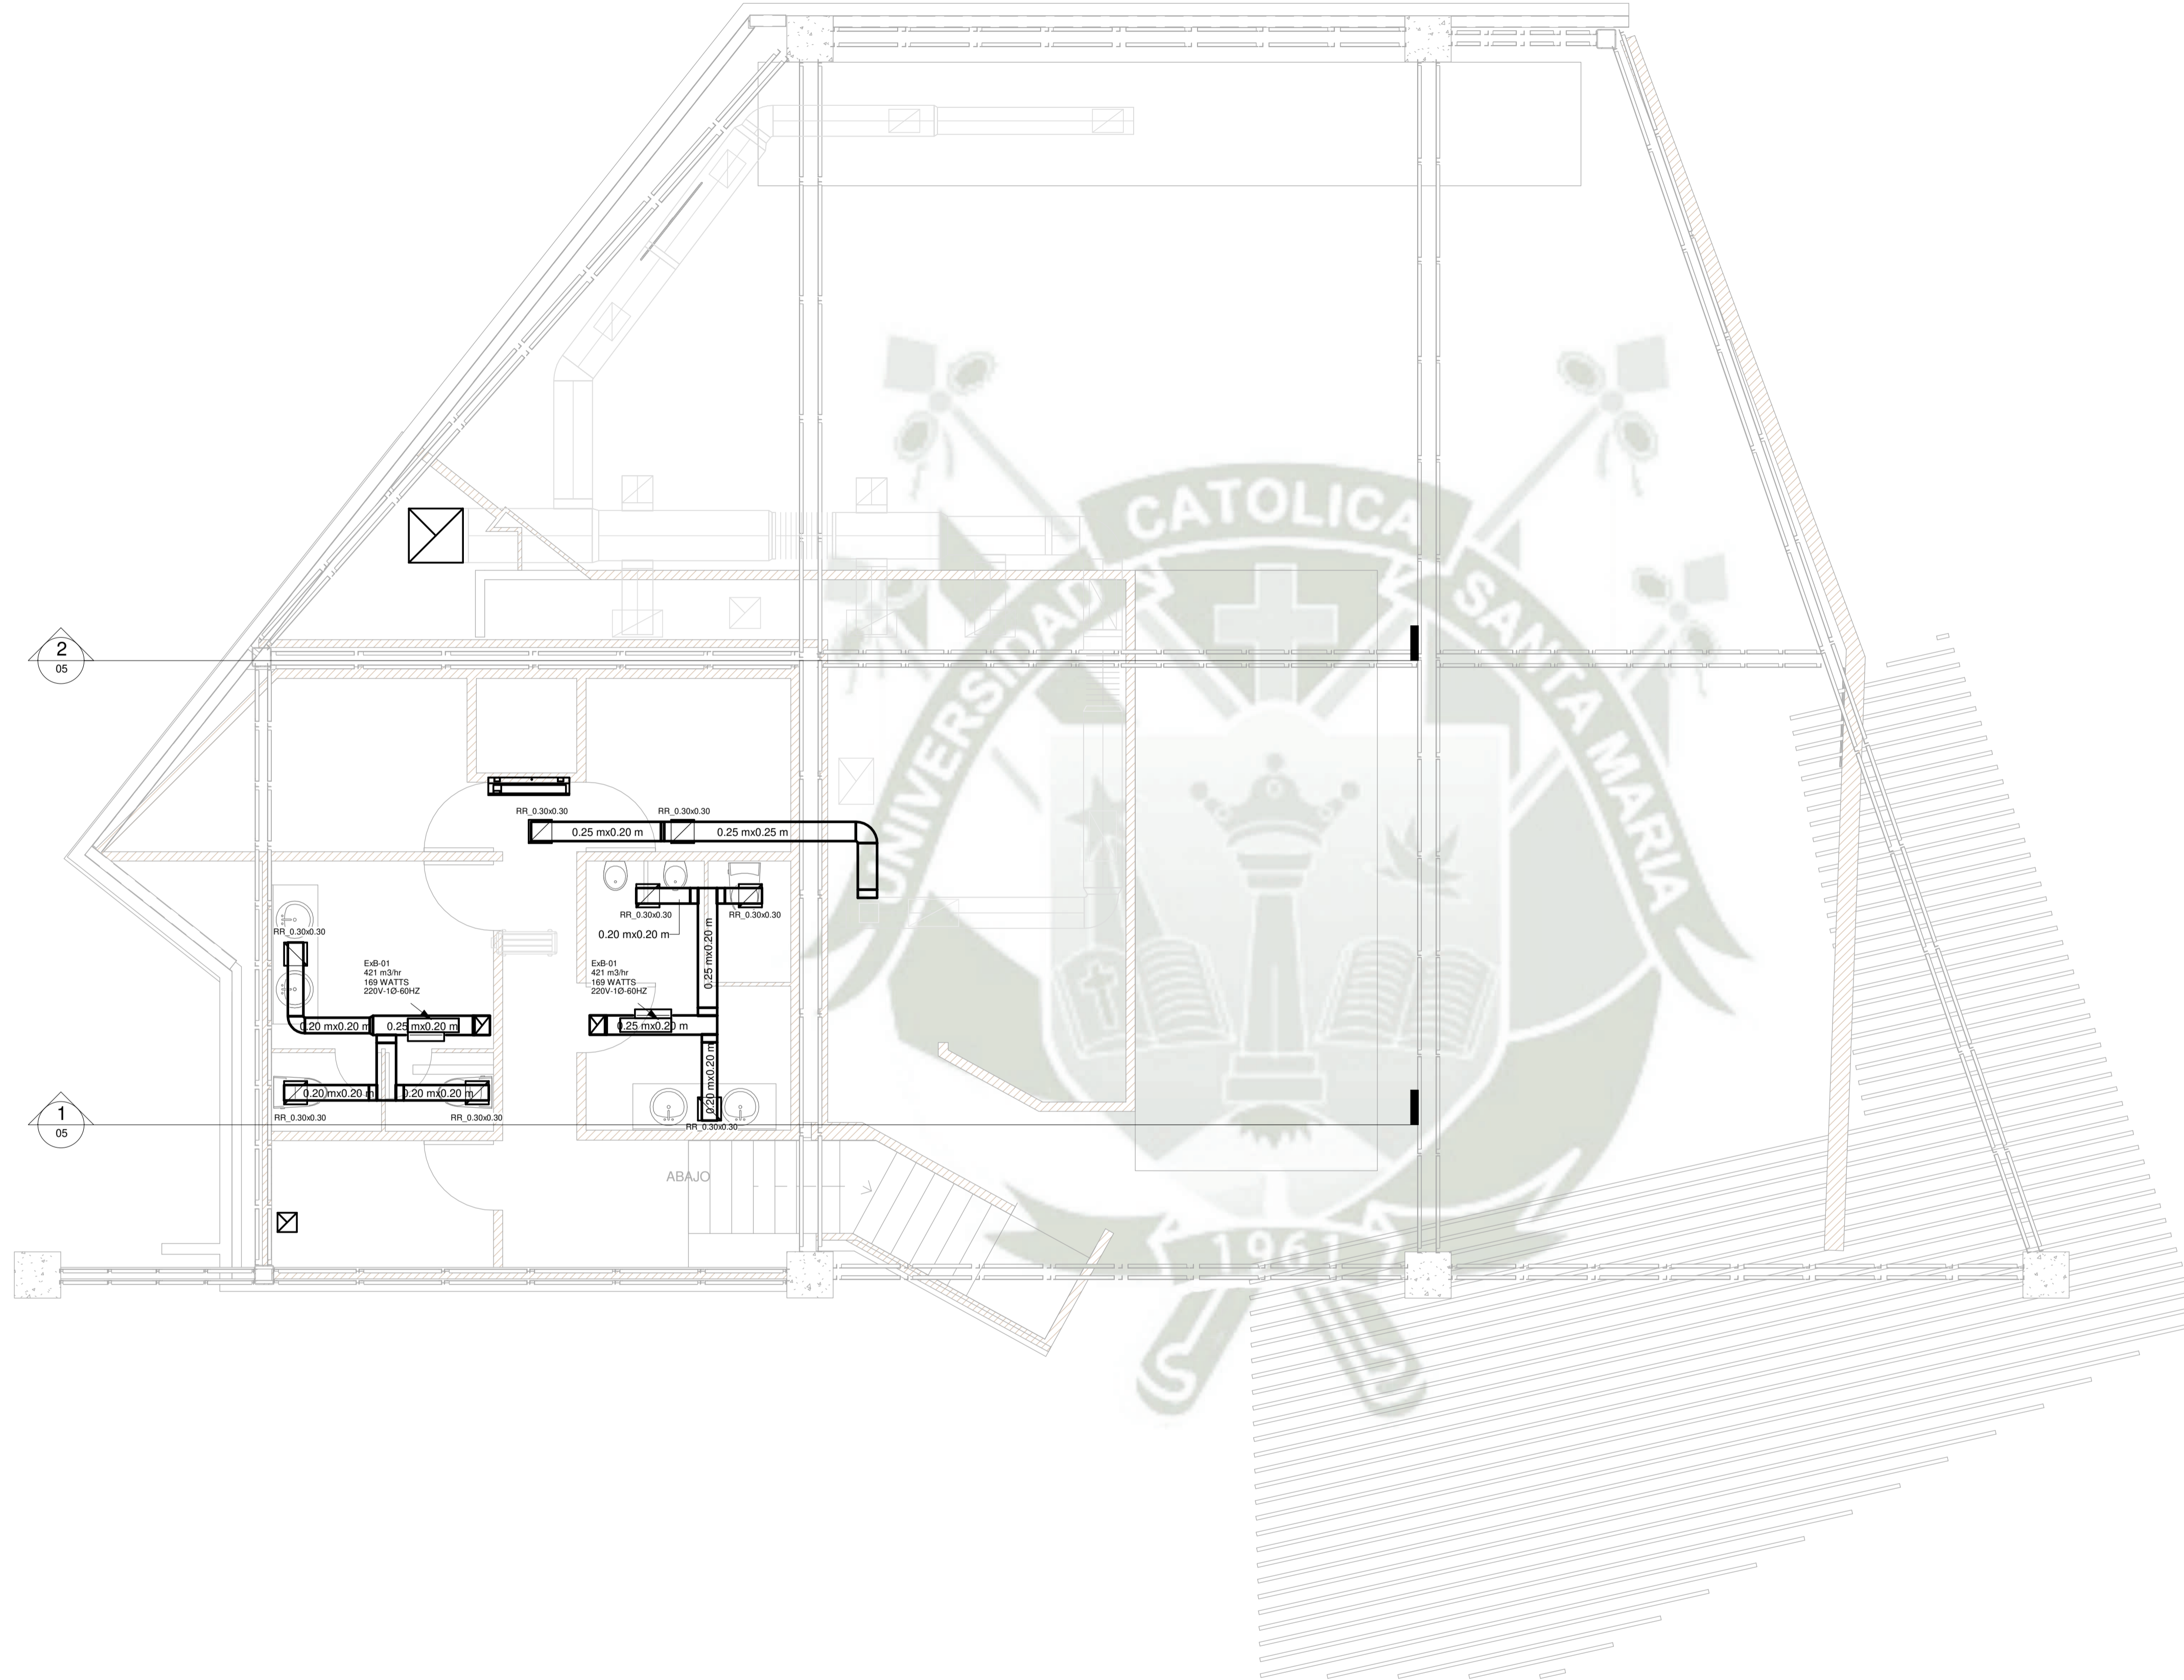 CATOLICA
UNIVERSIDAD
SANTA MARIA
2
05
RR_0.30x0.30
RR_0.30x0.30
0.25 mx0.20 m
0.25 mx0.25 m
RR_0.30x0.30
RR_0.30x0.30
0.20 mx0.20 m
RR_0.30x0.30
0.25 mx0.20 m
ExB-01
421 m3/hr
169 WATTS
220V-1Ø-60HZ
ExB-01
421 m3/hr
169 WATTS
220V-1Ø-60HZ
0.20 mx0.20 m
0.25 mx0.20 m
0.25 mx0.20 m
0.20 mx0.20 m
0.20 mx0.20 m
0.20 mx0.20 m
1
05
RR_0.30x0.30
RR_0.30x0.30
RR_0.30x0.30
ABAJO
1961